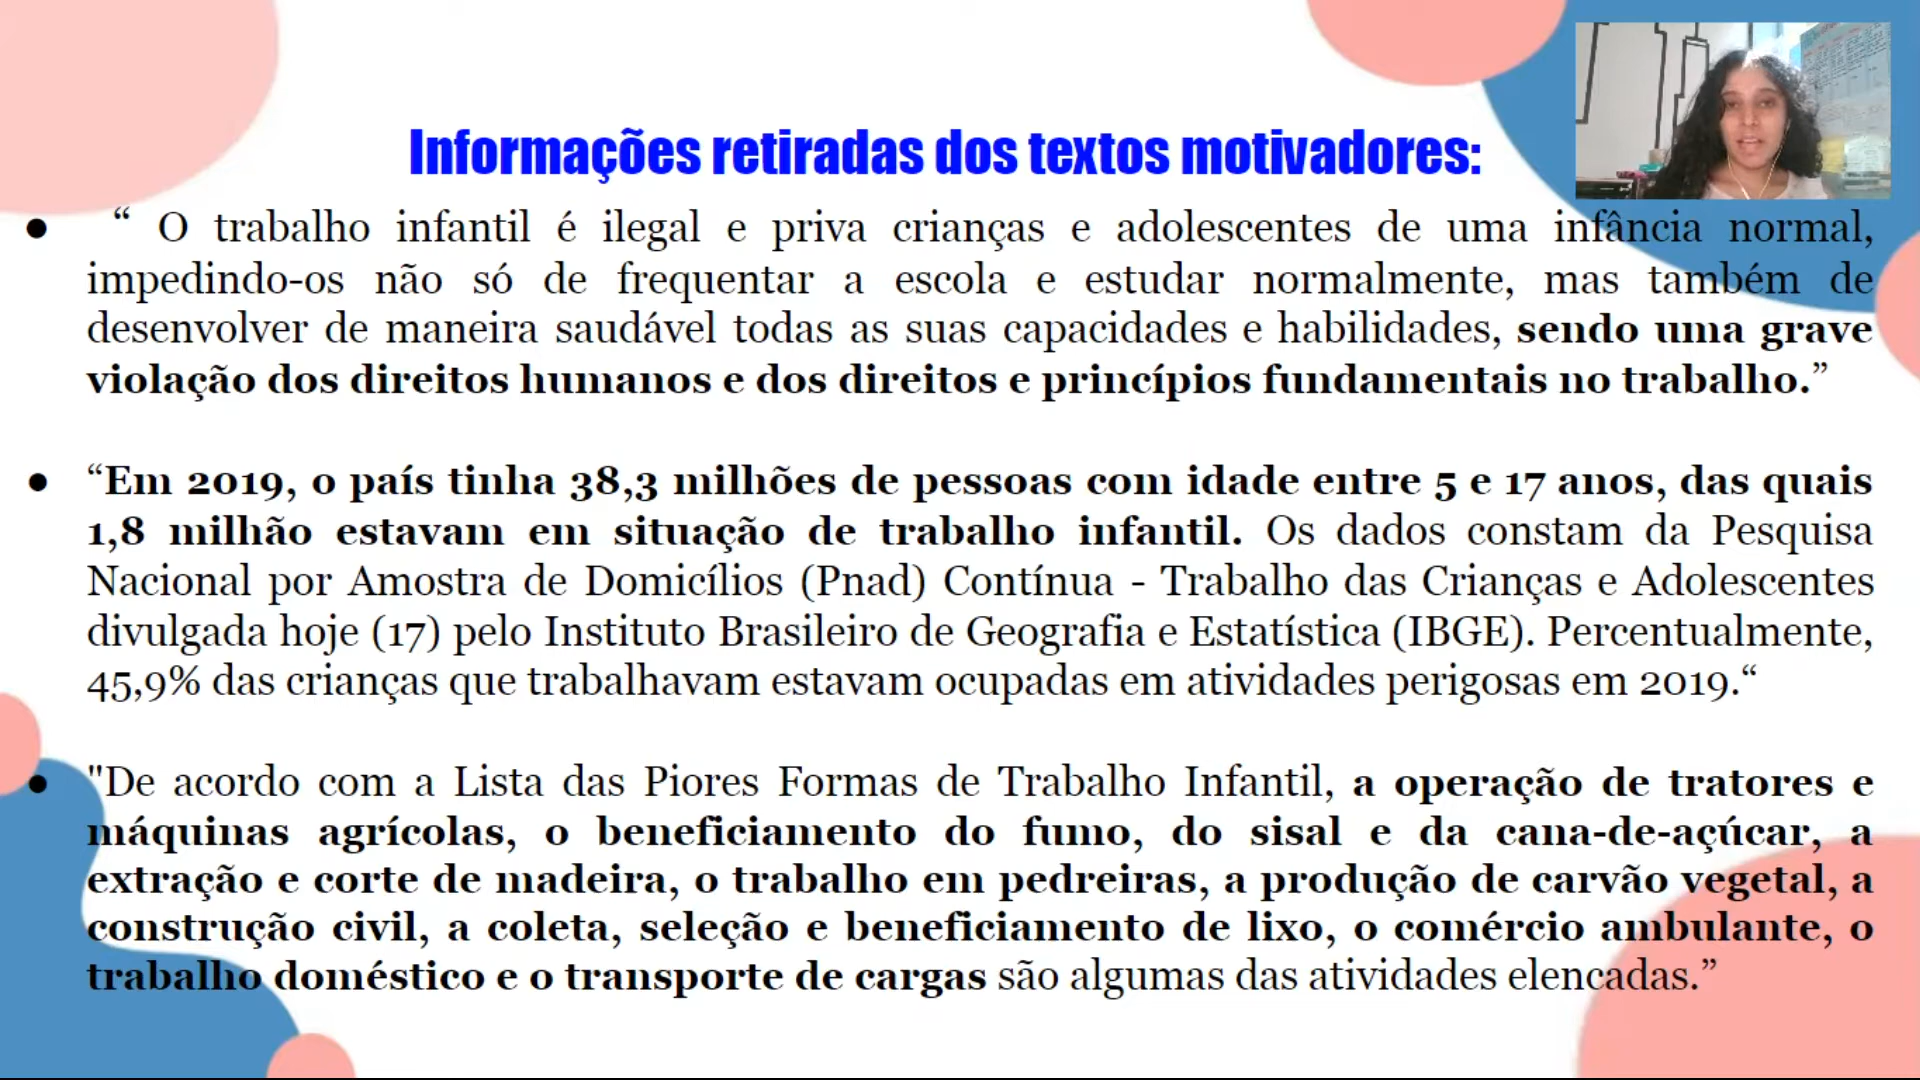 Informações retiradas dos textos motivadores:
● “ O trabalho infantil é ilegal e priva crianças e adolescentes de uma infância normal,
impedindo-os não só de frequentar a escola e estudar normalmente, mas também de
desenvolver de maneira saudável todas as suas capacidades e habilidades, sendo uma grave
violação dos direitos humanos e dos direitos e princípios fundamentais no trabalho.”
● “Em 2019, o país tinha 38,3 milhões de pessoas com idade entre 5 e 17 anos, das quais
1,8 milhão estavam em situação de trabalho infantil. Os dados constam da Pesquisa
Nacional por Amostra de Domicílios (Pnad) Contínua - Trabalho das Crianças e Adolescentes
divulgada hoje (17) pelo Instituto Brasileiro de Geografia e Estatística (IBGE). Percentualmente,
45,9% das crianças que trabalhavam estavam ocupadas em atividades perigosas em 2019.“
● "De acordo com a Lista das Piores Formas de Trabalho Infantil, a operação de tratores e
máquinas agrícolas, o beneficiamento do fumo, do sisal e da cana-de-açúcar, a
extração e corte de madeira, o trabalho em pedreiras, a produção de carvão vegetal, a
construção civil, a coleta, seleção e beneficiamento de lixo, o comércio ambulante, o
trabalho doméstico e o transporte de cargas são algumas das atividades elencadas.”